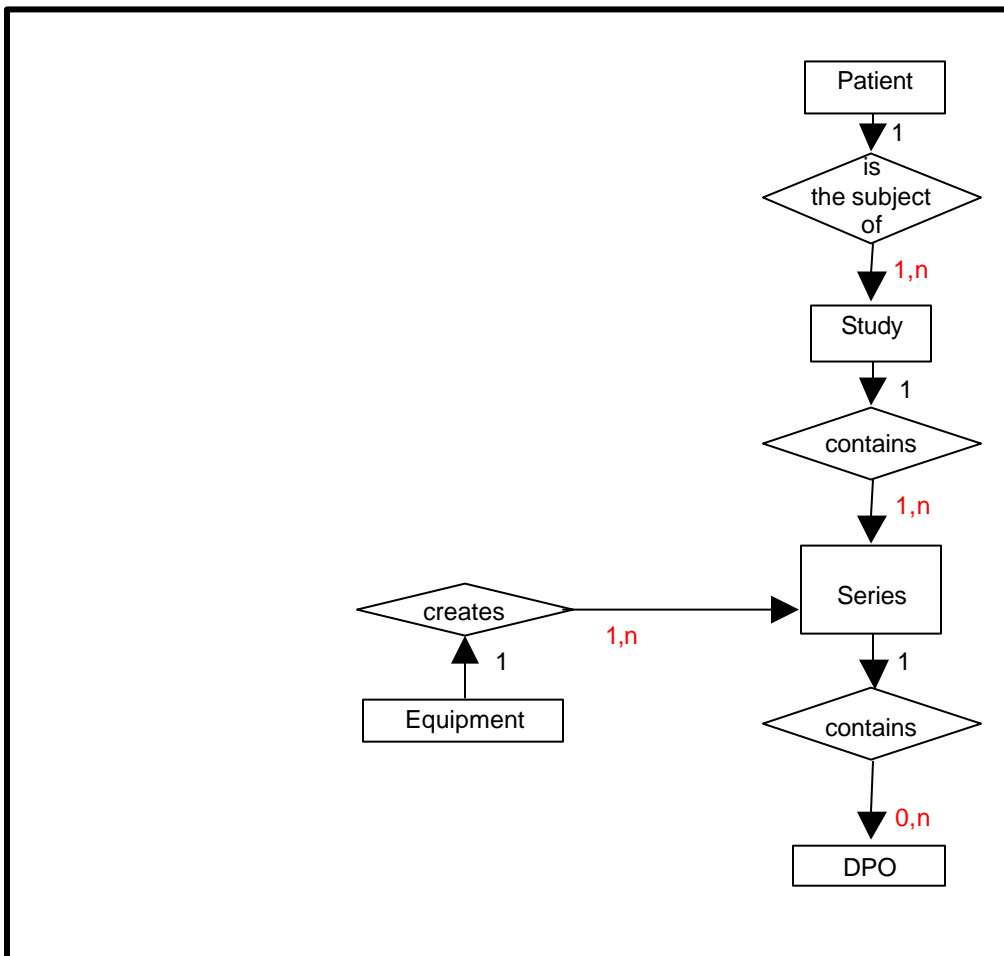 Patient
1
is
the subject
of
1,n
Study
1
contains
1,n
Series
creates
1,n
1
1
Equipment
contains
0,n
DPO